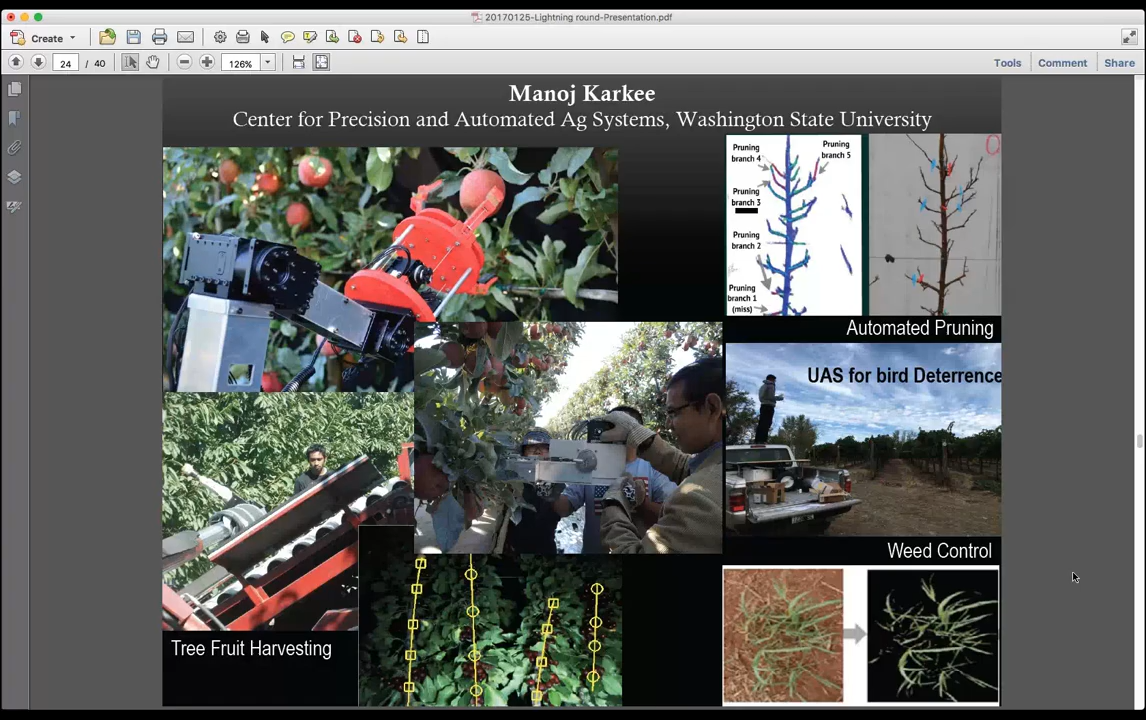 20170125-Lightning round-Presentation.pdf
Create
24 / 40
126%
Tools Comment Share
Manoj Karkee
Center for Precision and Automated Ag Systems, Washington State University
Pruning
branch 4
Pruning
branch 5
Pruning
branch 3
Pruning
branch 2
Pruning
branch 1
(miss)
Automated Pruning
UAS for bird Deterrence
Weed Control
Tree Fruit Harvesting